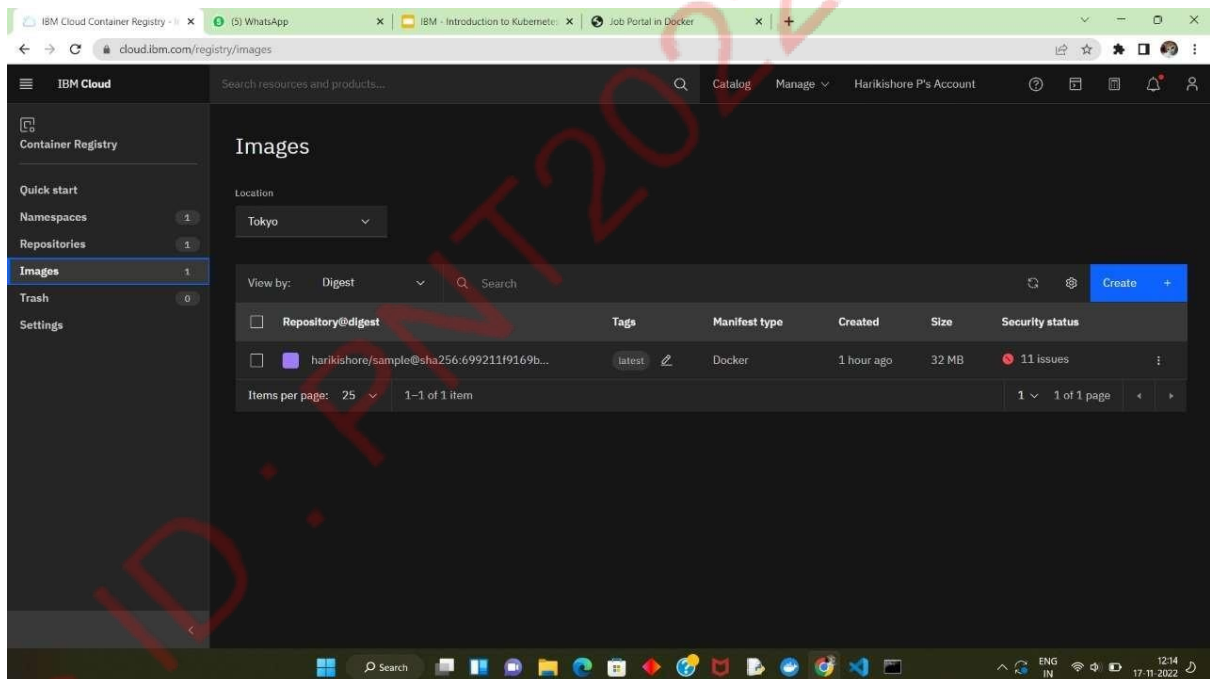 IBM Cloud Container Registry - I
(5) WhatsApp
IBM - Introduction to Kubernete
Job Portal in Docker
cloud.ibm.com/registry/images
IBM Cloud
Search resources and products...
Catalog
Manage
Harikishore P's Account
Container Registry
Quick start
Namespaces 1
Repositories 1
Images 1
Trash 0
Settings
Images
Location
Tokyo
View by: Digest
Search
Create +
Repository@digest Tags Manifest type Created Size Security status
harikishore/sample@sha256:699211f9169b... latest Docker 1 hour ago 32 MB 11 issues
Items per page: 25 1–1 of 1 item 1 1 of 1 page
ID : PNT2022
Search
ENG
IN
12:14
17-11-2022